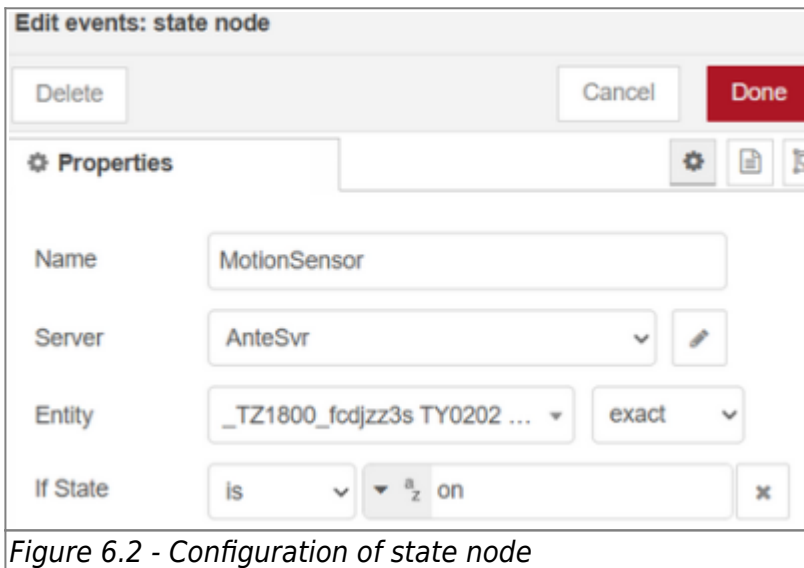 Edit events: state node
Delete Cancel Done
Properties
Name MotionSensor
Server AnteSvr
Entity _TZ1800_fcdjzz3s TY0202 ... exact
If State is a z on
Figure 6.2 - Configuration of state node